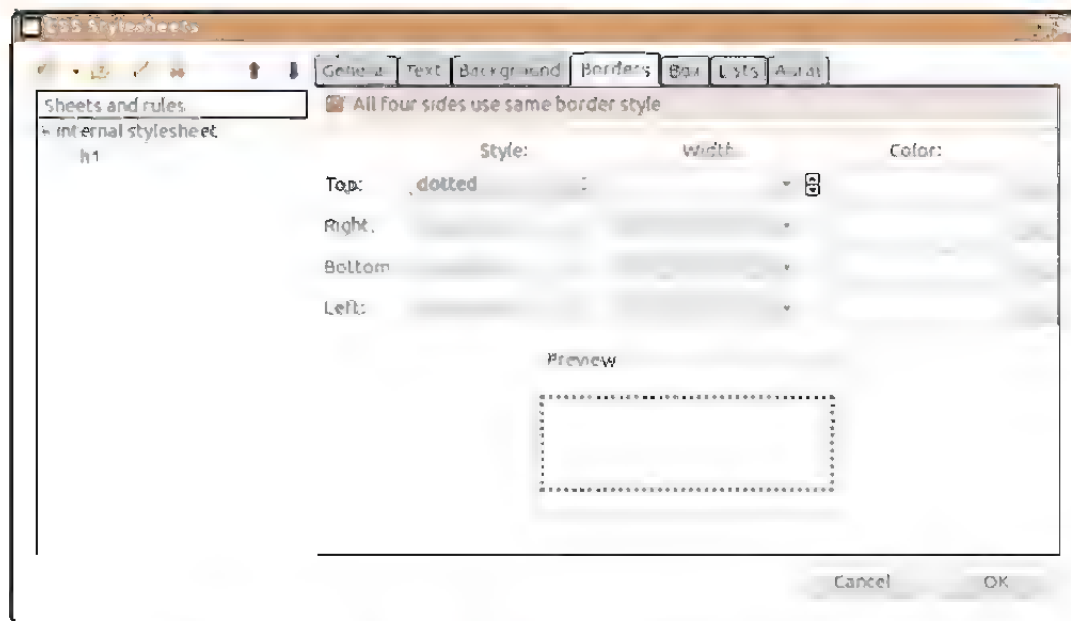 CSS Stylesheets
General Text Background Borders Box Lists Aural
Sheets and rules
internal stylesheet
h1
All four sides use same border style
Style: Width: Color:
Top: dotted
Right:
Bottom
Left:
Preview
Cancel OK